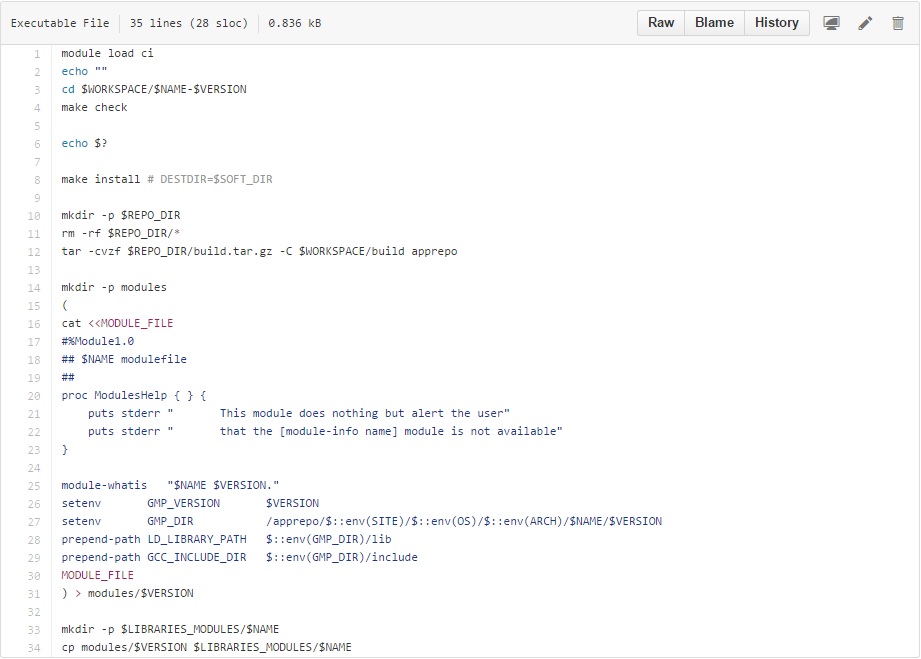 Executable File 35 lines (28 sloc) 0.836 kB Raw Blame History
1 module load ci
2 echo ""
3 cd $WORKSPACE/$NAME-$VERSION
4 make check
5
6 echo $?
7
8 make install # DESTDIR=$SOFT_DIR
9
10 mkdir -p $REPO_DIR
11 rm -rf $REPO_DIR/*
12 tar -cvzf $REPO_DIR/build.tar.gz -C $WORKSPACE/build apprepo
13
14 mkdir -p modules
15 (
16 cat <<MODULE_FILE
17 #%Module1.0
18 ## $NAME modulefile
19 ##
20 proc ModulesHelp { } {
21     puts stderr "       This module does nothing but alert the user"
22     puts stderr "       that the [module-info name] module is not available"
23 }
24
25 module-whatis   "$NAME $VERSION."
26 setenv       GMP_VERSION       $VERSION
27 setenv       GMP_DIR           /apprepo/$::env(SITE)/$::env(OS)/$::env(ARCH)/$NAME/$VERSION
28 prepend-path LD_LIBRARY_PATH   $::env(GMP_DIR)/lib
29 prepend-path GCC_INCLUDE_DIR   $::env(GMP_DIR)/include
30 MODULE_FILE
31 ) > modules/$VERSION
32
33 mkdir -p $LIBRARIES_MODULES/$NAME
34 cp modules/$VERSION $LIBRARIES_MODULES/$NAME